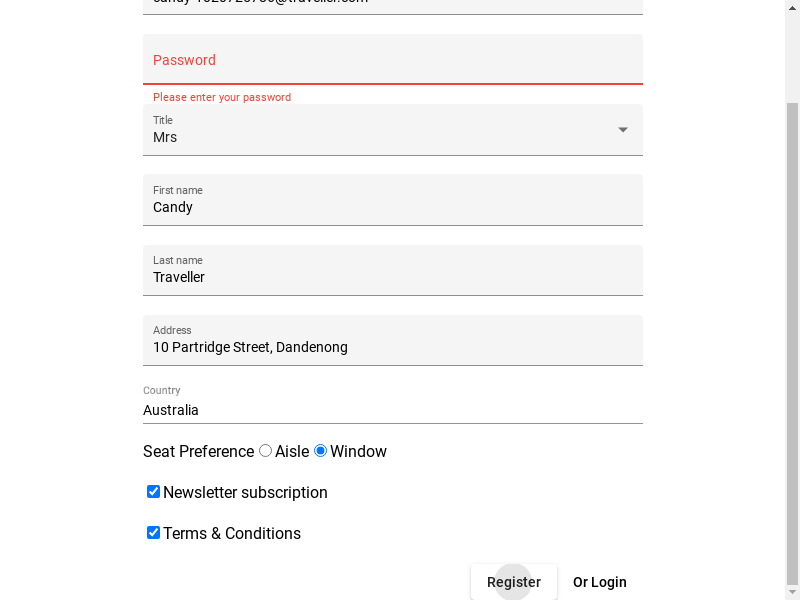 Password
Please enter your password
Title
Mrs
First name
Candy
Last name
Traveller
Address
10 Partridge Street, Dandenong
Country
Australia
Seat Preference Aisle Window
Newsletter subscription
Terms & Conditions
Register Or Login